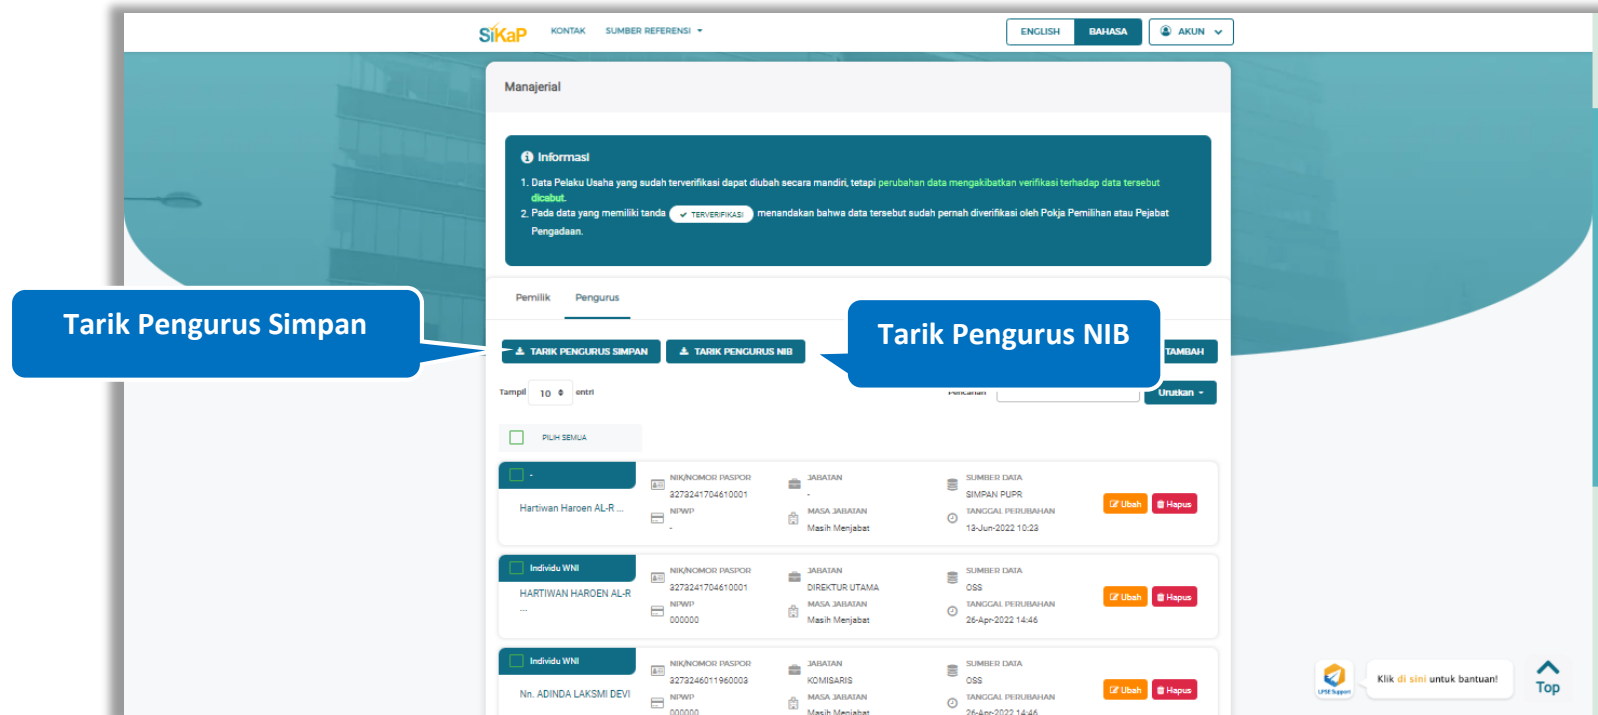 SiKaP KONTAK SUMBER REFERENSI ENGLISH BAHASA AKUN
Manajerial
Informasi
1. Data Pelaku Usaha yang sudah terverifikasi dapat diubah secara mandiri, tetapi perubahan data mengakibatkan verifikasi terhadap data tersebut
dicabut.
2. Pada data yang memiliki tanda TERVERIFIKASI menandakan bahwa data tersebut sudah pernah diverifikasi oleh Pokja Pemilihan atau Pejabat
Pengadaan.
Pemilik Pengurus
Tarik Pengurus Simpan
Tarik Pengurus NIB
TARIK PENGURUS SIMPAN TARIK PENGURUS NIB TAMBAH
Tampil 10 entri Pencarian Urutkan
PILIH SEMUA
-
Hartiwan Haroen AL-R ...
NIK/NOMOR PASPOR
3273241704610001
NPWP
-
JABATAN
-
MASA JABATAN
Masih Menjabat
SUMBER DATA
SIMPAN PUPR
TANGGAL PERUBAHAN
13-Jun-2022 10:23
Ubah Hapus
Individu WNI
HARTIWAN HAROEN AL-R
...
NIK/NOMOR PASPOR
3273241704610001
NPWP
000000
JABATAN
DIREKTUR UTAMA
MASA JABATAN
Masih Menjabat
SUMBER DATA
OSS
TANGGAL PERUBAHAN
26-Apr-2022 14:46
Ubah Hapus
Individu WNI
Nn. ADINDA LAKSMI DEVI
NIK/NOMOR PASPOR
3273246011960003
NPWP
000000
JABATAN
KOMISARIS
MASA JABATAN
Masih Menjabat
SUMBER DATA
OSS
TANGGAL PERUBAHAN
26-Apr-2022 14:46
Ubah Hapus
LPSE Support
Klik di sini untuk bantuan!
Top